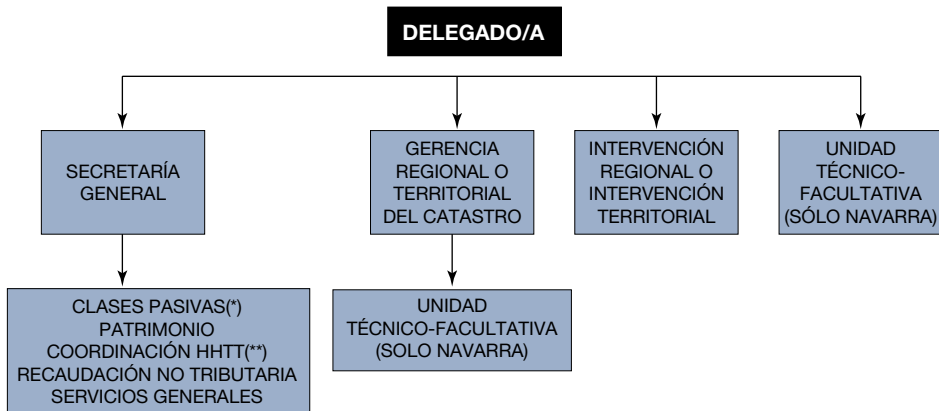 DELEGADO/A
SECRETARÍA
GENERAL
GERENCIA
REGIONAL O
TERRITORIAL
DEL CATASTRO
INTERVENCIÓN
REGIONAL O
INTERVENCIÓN
TERRITORIAL
UNIDAD
TÉCNICO-
FACULTATIVA
(SÓLO NAVARRA)
CLASES PASIVAS(*)
PATRIMONIO
COORDINACIÓN HHTT(**)
RECAUDACIÓN NO TRIBUTARIA
SERVICIOS GENERALES
UNIDAD
TÉCNICO-FACULTATIVA
(SOLO NAVARRA)